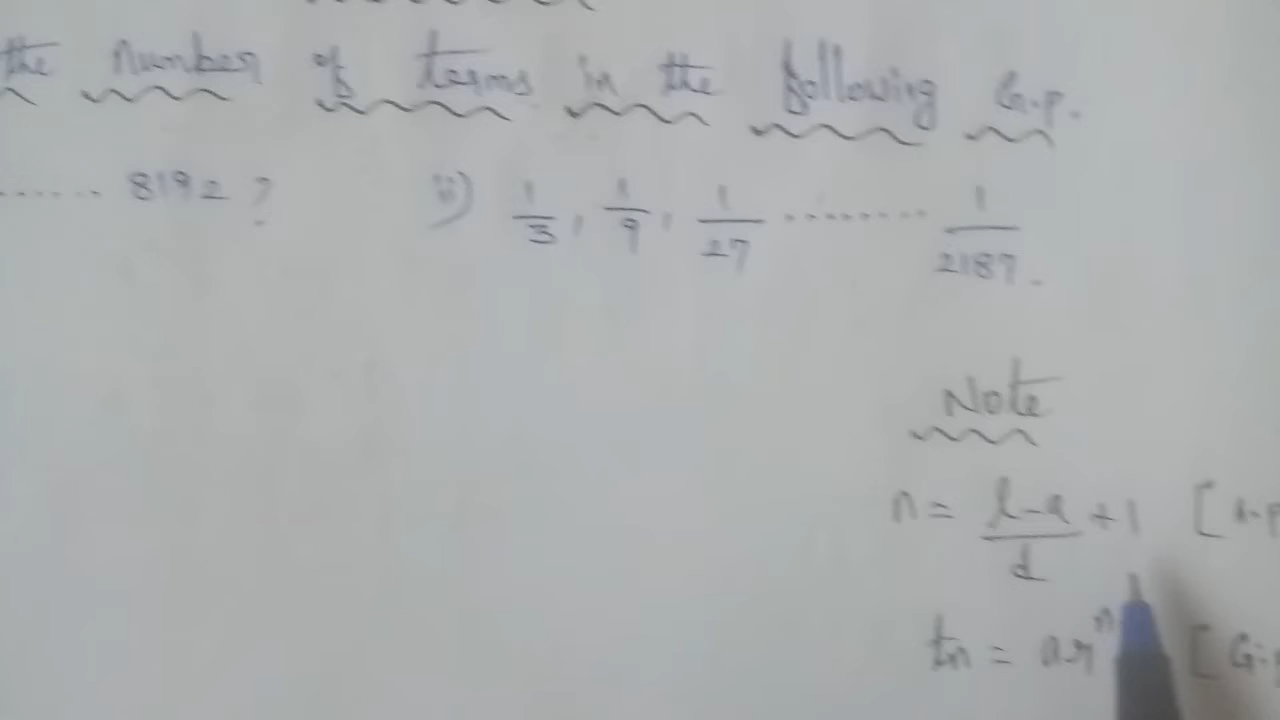 the number of terms in the following G.P.
...... 8192 ? ii) 1/3, 1/9, 1/27 ........ 1/2187.
Note
n = l-a/d + 1 [A.P
tn = ar^n [G.P